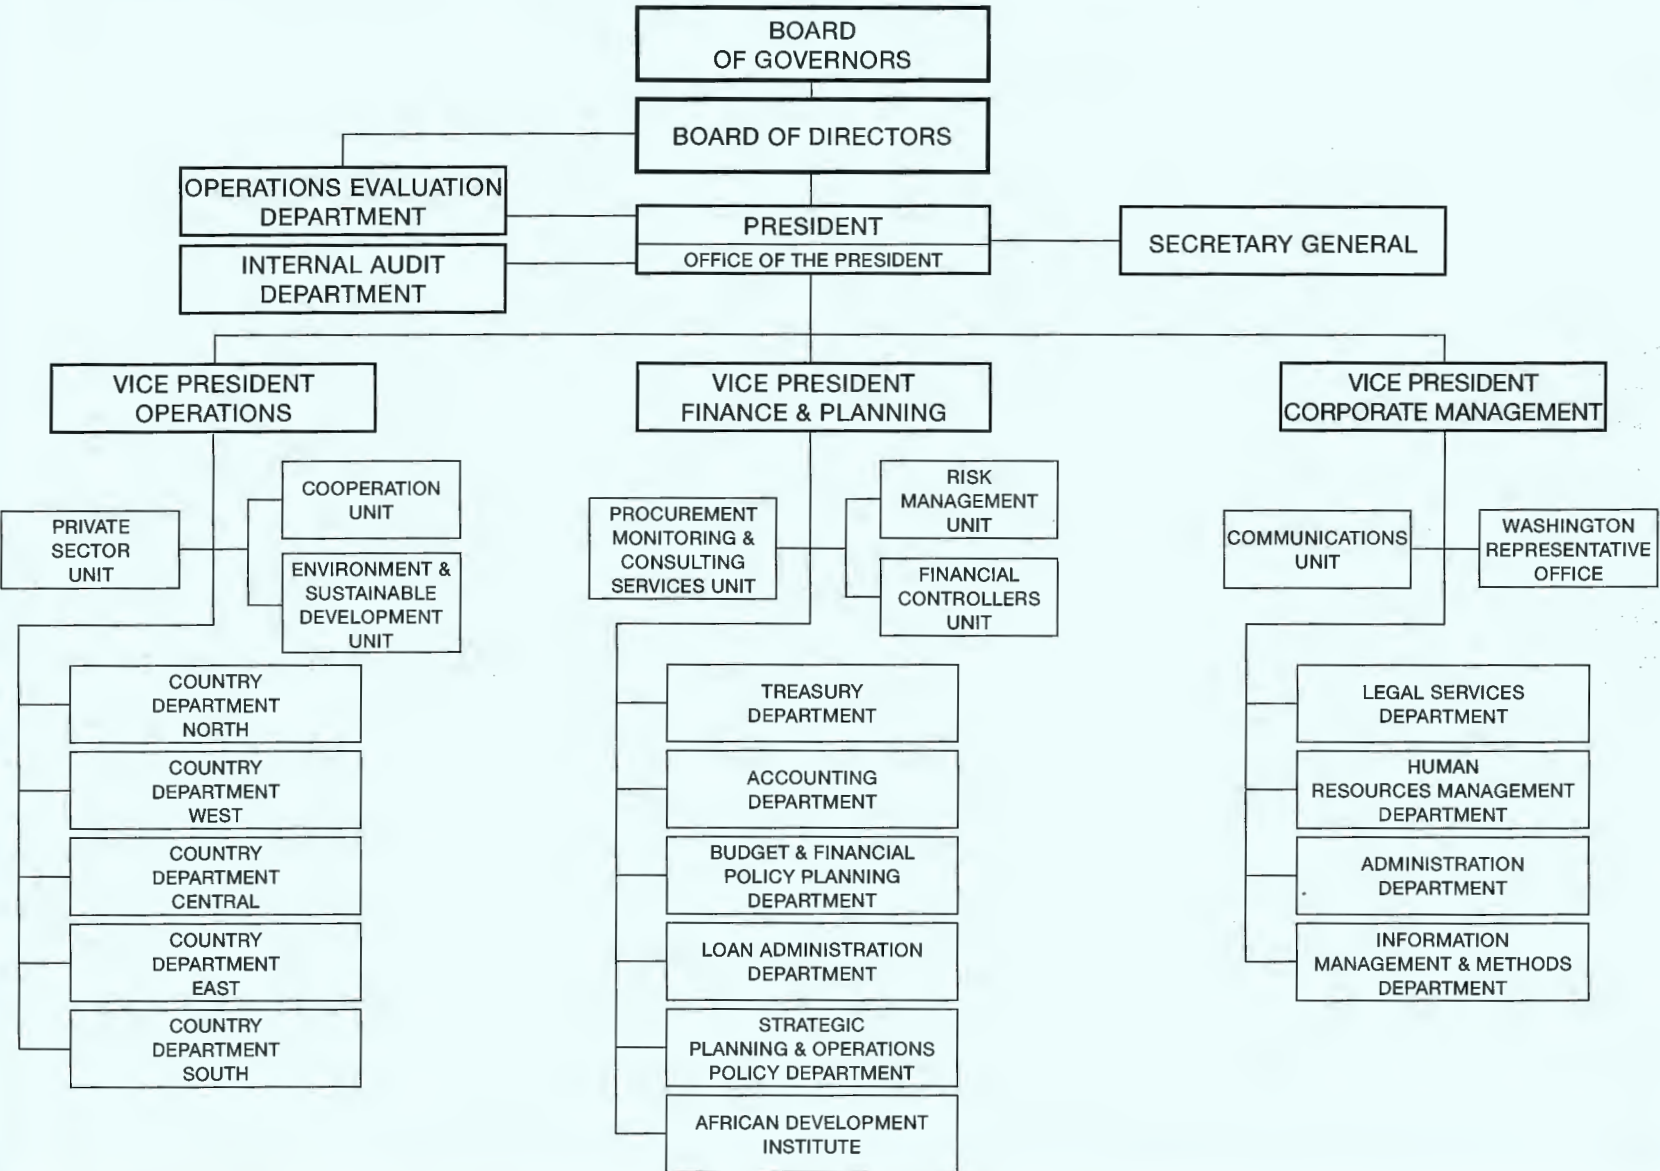 BOARD
OF GOVERNORS
BOARD OF DIRECTORS
OPERATIONS EVALUATION
DEPARTMENT
INTERNAL AUDIT
DEPARTMENT
PRESIDENT
OFFICE OF THE PRESIDENT
SECRETARY GENERAL
VICE PRESIDENT
OPERATIONS
PRIVATE
SECTOR
UNIT
COOPERATION
UNIT
ENVIRONMENT &
SUSTAINABLE
DEVELOPMENT
UNIT
COUNTRY
DEPARTMENT
NORTH
COUNTRY
DEPARTMENT
WEST
COUNTRY
DEPARTMENT
CENTRAL
COUNTRY
DEPARTMENT
EAST
COUNTRY
DEPARTMENT
SOUTH
VICE PRESIDENT
FINANCE & PLANNING
PROCUREMENT
MONITORING &
CONSULTING
SERVICES UNIT
RISK
MANAGEMENT
UNIT
FINANCIAL
CONTROLLERS
UNIT
TREASURY
DEPARTMENT
ACCOUNTING
DEPARTMENT
BUDGET & FINANCIAL
POLICY PLANNING
DEPARTMENT
LOAN ADMINISTRATION
DEPARTMENT
STRATEGIC
PLANNING & OPERATIONS
POLICY DEPARTMENT
AFRICAN DEVELOPMENT
INSTITUTE
VICE PRESIDENT
CORPORATE MANAGEMENT
COMMUNICATIONS
UNIT
WASHINGTON
REPRESENTATIVE
OFFICE
LEGAL SERVICES
DEPARTMENT
HUMAN
RESOURCES MANAGEMENT
DEPARTMENT
ADMINISTRATION
DEPARTMENT
INFORMATION
MANAGEMENT & METHODS
DEPARTMENT